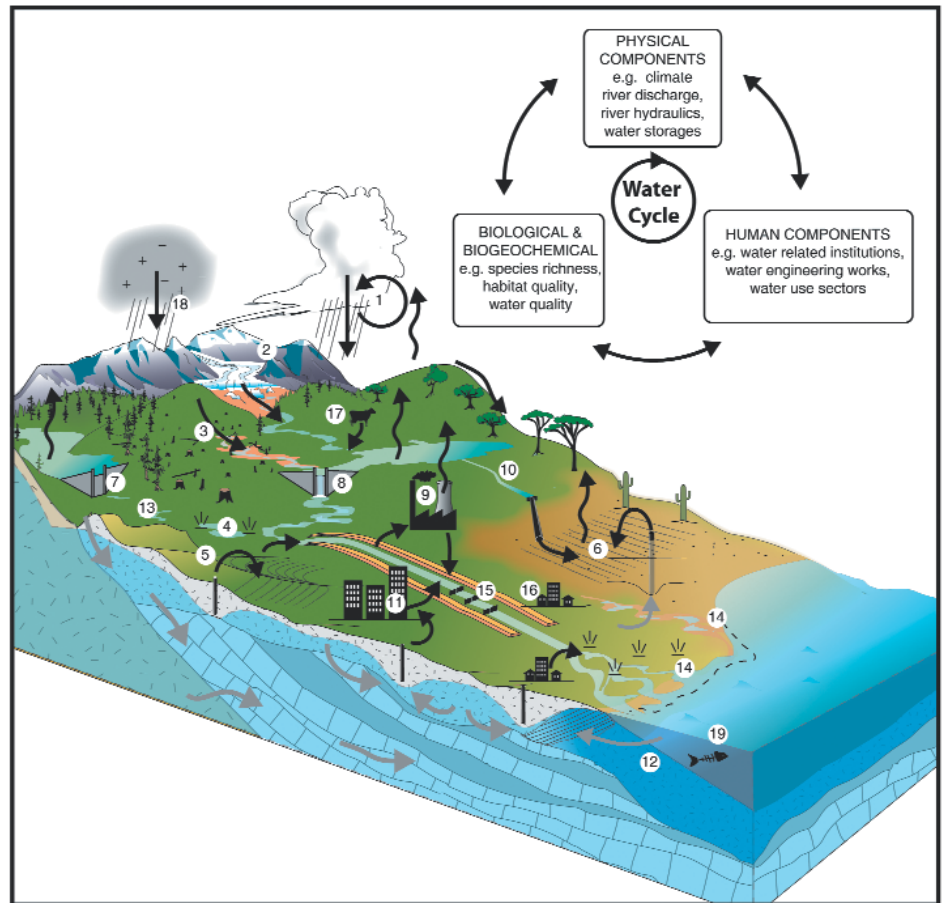 PHYSICAL
COMPONENTS
e.g. climate
river discharge,
river hydraulics,
water storages
Water
Cycle
BIOLOGICAL &
BIOGEOCHEMICAL
e.g. species richness,
habitat quality,
water quality
HUMAN COMPONENTS
e.g. water related institutions,
water engineering works,
water use sectors
1
18
2
17
3
10
7
8
9
13
4
6
5
15
16
11
14
14
19
12